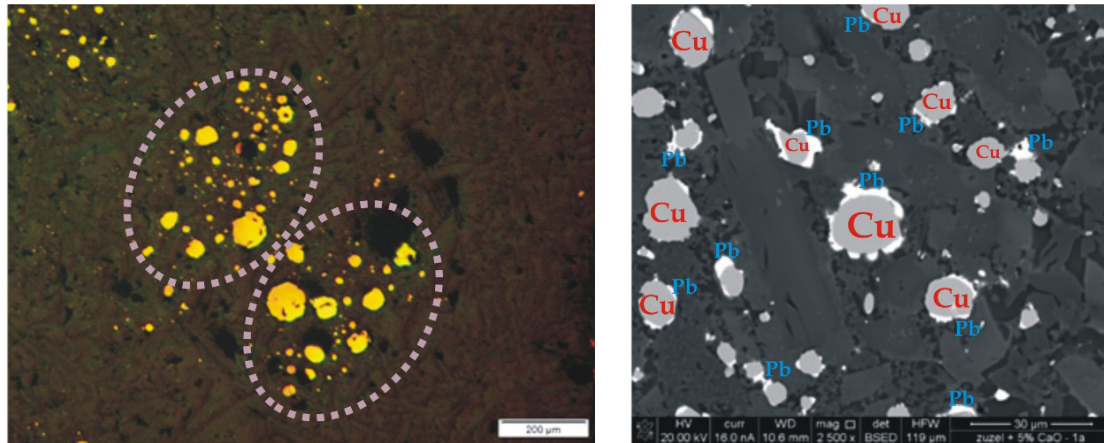 200 µm
Cu
Pb
Cu
Cu
Pb
Pb
Cu
Cu
Pb
Pb
Pb
Cu
Cu
Pb
Pb
Cu
Cu
Pb
Pb
Pb
Pb
HV curr WD mag □ det HFW 30 µm
20.00 kV 16.0 nA 10.6 mm 2 500 x BSED 119 µm zuzel + 5% CaO - 1a